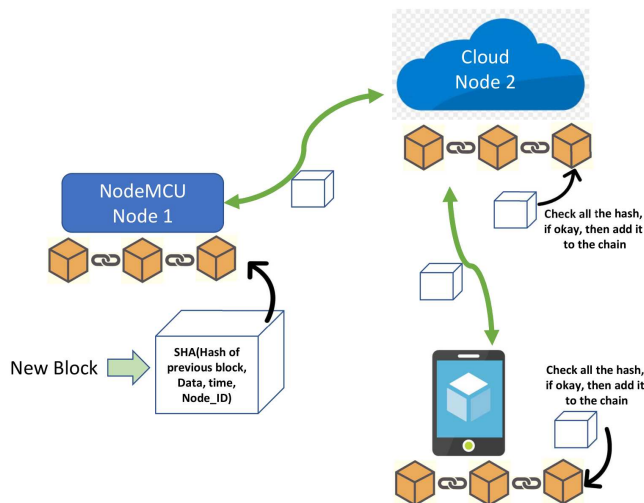 Cloud
Node 2
NodeMCU
Node 1
Check all the hash,
if okay, then add it
to the chain
New Block
SHA(Hash of
previous block,
Data, time,
Node_ID)
Check all the hash,
if okay, then add it
to the chain